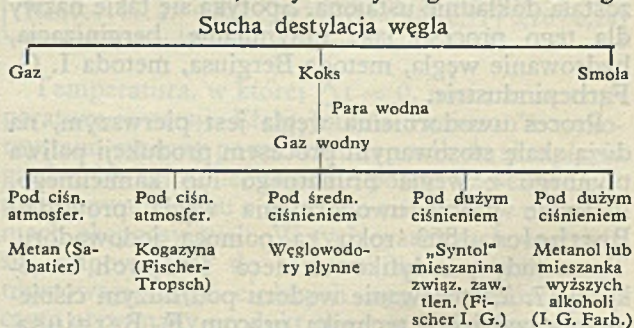 Sucha destylacja węgla
Gaz Koks Smoła
Para wodna
Gaz wodny
Pod ciśn. Pod ciśn. Pod średn. Pod dużym Pod dużym
atmosfer. atmosfer. ciśnieniem ciśnieniem ciśnieniem
Metan (Sa- Kogazyna Węglowodo- „Syntol" Metanol lub
batier) (Fischer- ry płynne mieszanina mieszanka
Tropsch) związ. zaw. wyższych
tlen. (Fi- alkoholi
scher I. G.) (I. G. Farb.)